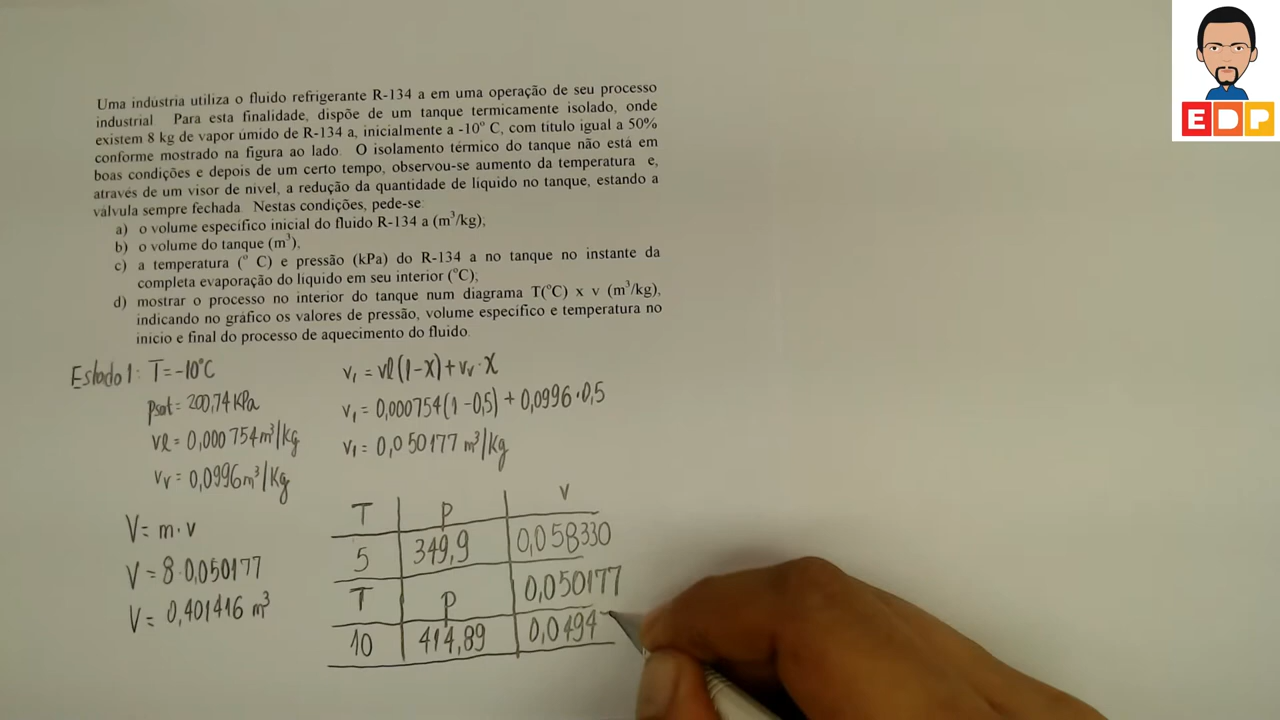 EDP
Uma indústria utiliza o fluido refrigerante R-134 a em uma operação de seu processo
industrial Para esta finalidade, dispõe de um tanque termicamente isolado, onde
existem 8 kg de vapor úmido de R-134 a, inicialmente a -10° C, com titulo igual a 50%
conforme mostrado na figura ao lado. O isolamento térmico do tanque não está em
boas condições e depois de um certo tempo, observou-se aumento da temperatura e,
através de um visor de nivel, a redução da quantidade de liquido no tanque, estando a
válvula sempre fechada. Nestas condições, pede-se:
a) o volume especifico inicial do fluido R-134 a (m³/kg);
b) o volume do tanque (m³),
c) a temperatura (° C) e pressão (kPa) do R-134 a no tanque no instante da
completa evaporação do liquido em seu interior (°C);
d) mostrar o processo no interior do tanque num diagrama T(°C) x v (m³/kg),
indicando no gráfico os valores de pressão, volume especifico e temperatura no
inicio e final do processo de aquecimento do fluido.
Estado 1: T=-10°C
psat = 200,74 KPa
vl = 0,000754 m³/kg
vv = 0,0996 m³/Kg
v₁ = vl(1-x)+vv·x
v₁ = 0,000754(1-0,5)+0,0996·0,5
v₁ = 0,050177 m³/Kg
V = m·v
V = 8·0,050177
V = 0,401416 m³
T p v
5 349,9 0,058330
T p 0,050177
10 414,89 0,0494